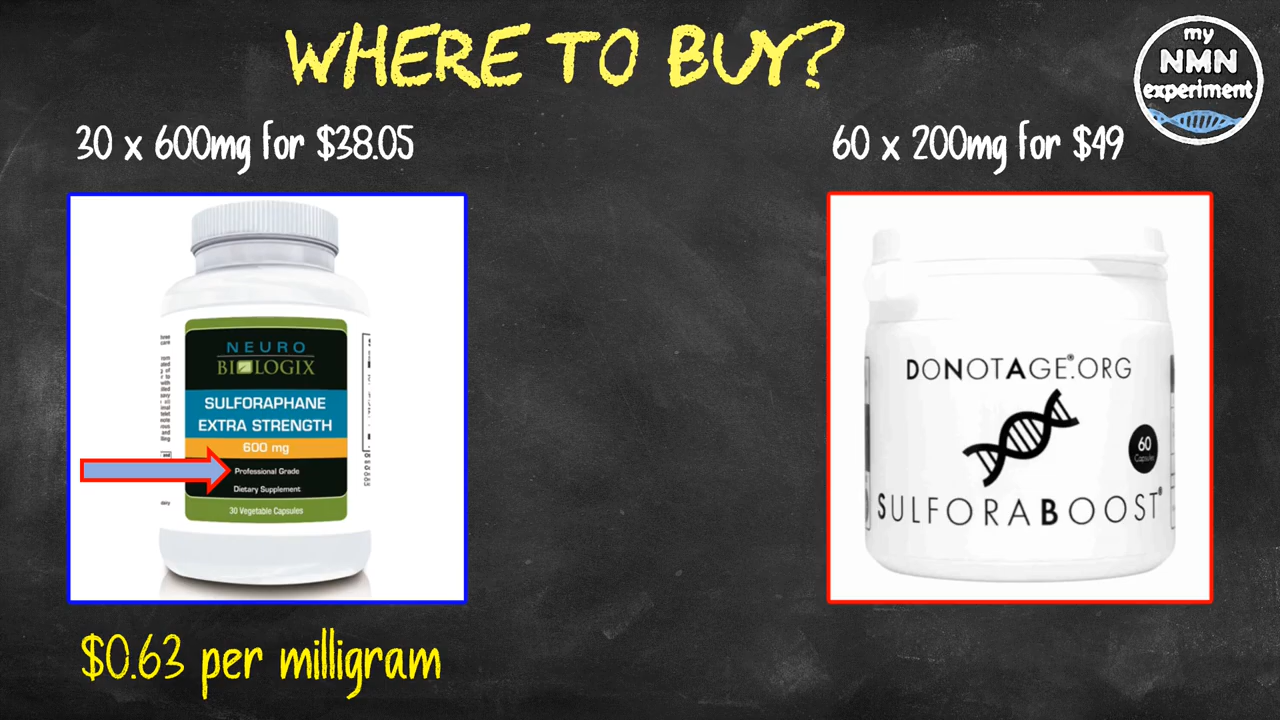 WHERE TO BUY?
my
NMN
experiment
30 x 600mg for $38.05
60 x 200mg for $49
NEURO
BIOLOGIX
SULFORAPHANE
EXTRA STRENGTH
600 mg
Professional Grade
Dietary Supplement
30 Vegetable Capsules
DONOTAGE®.ORG
60
Capsules
SULFORABOOST®
$0.63 per milligram